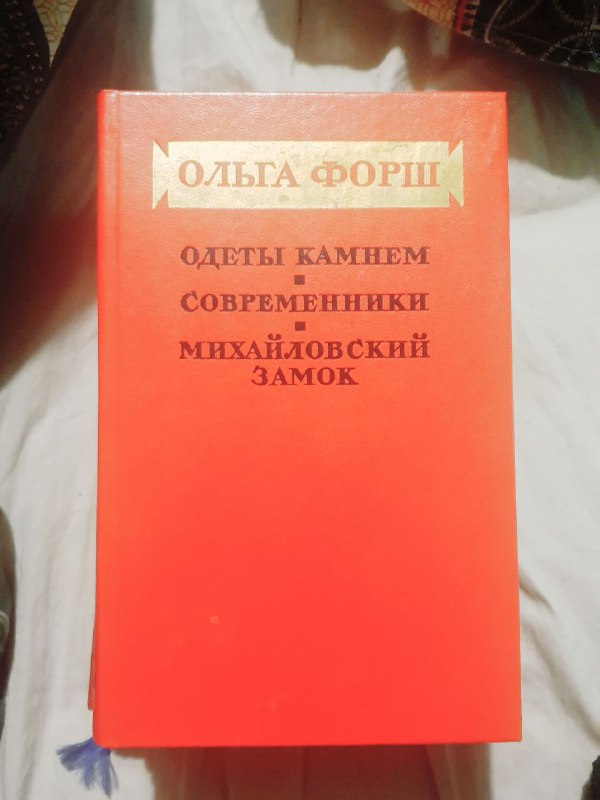 ОЛЬГА ФОРШ
ОДЕТЫ КАМНЕМ
СОВРЕМЕННИКИ
МИХАЙЛОВСКИЙ
ЗАМОК